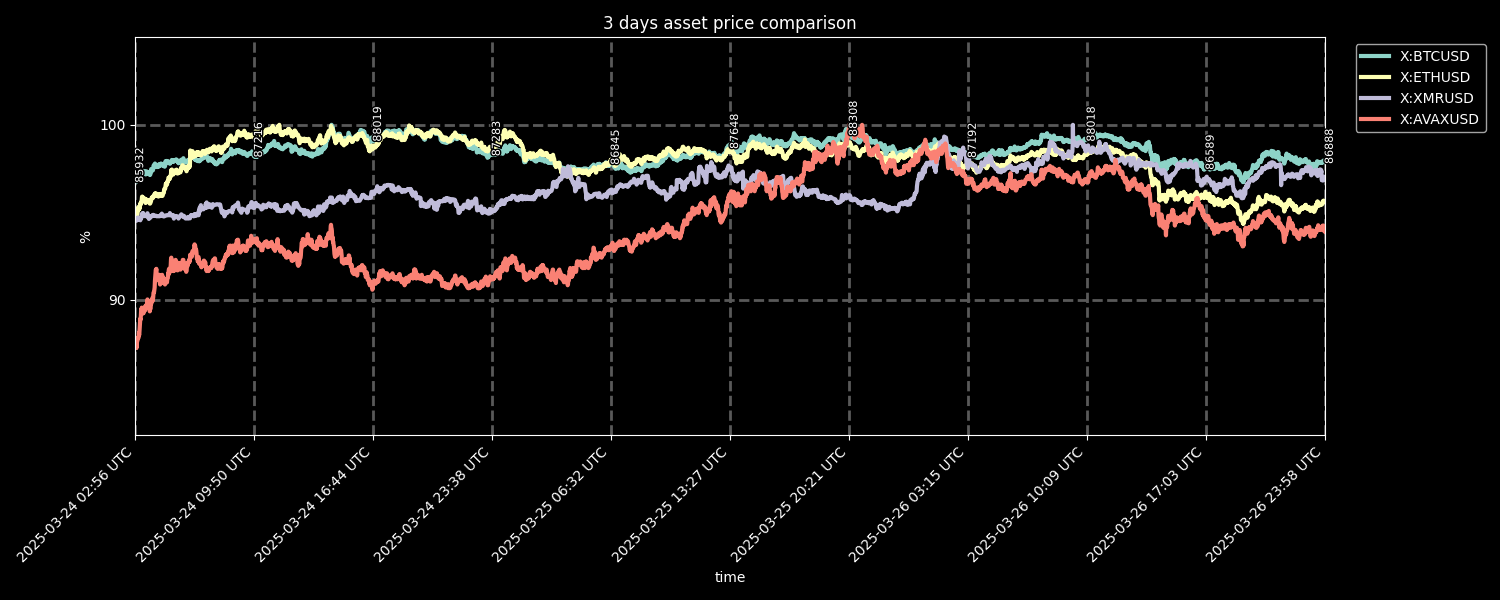 3 days asset price comparison
X:BTCUSD
X:ETHUSD
X:XMRUSD
X:AVAXUSD
100
90
%
85932
87216
88019
87283
86845
87648
88308
87192
88018
86589
86888
2025-03-24 02:56 UTC
2025-03-24 09:50 UTC
2025-03-24 16:44 UTC
2025-03-24 23:38 UTC
2025-03-25 06:32 UTC
2025-03-25 13:27 UTC
2025-03-25 20:21 UTC
2025-03-26 03:15 UTC
2025-03-26 10:09 UTC
2025-03-26 17:03 UTC
2025-03-26 23:58 UTC
time